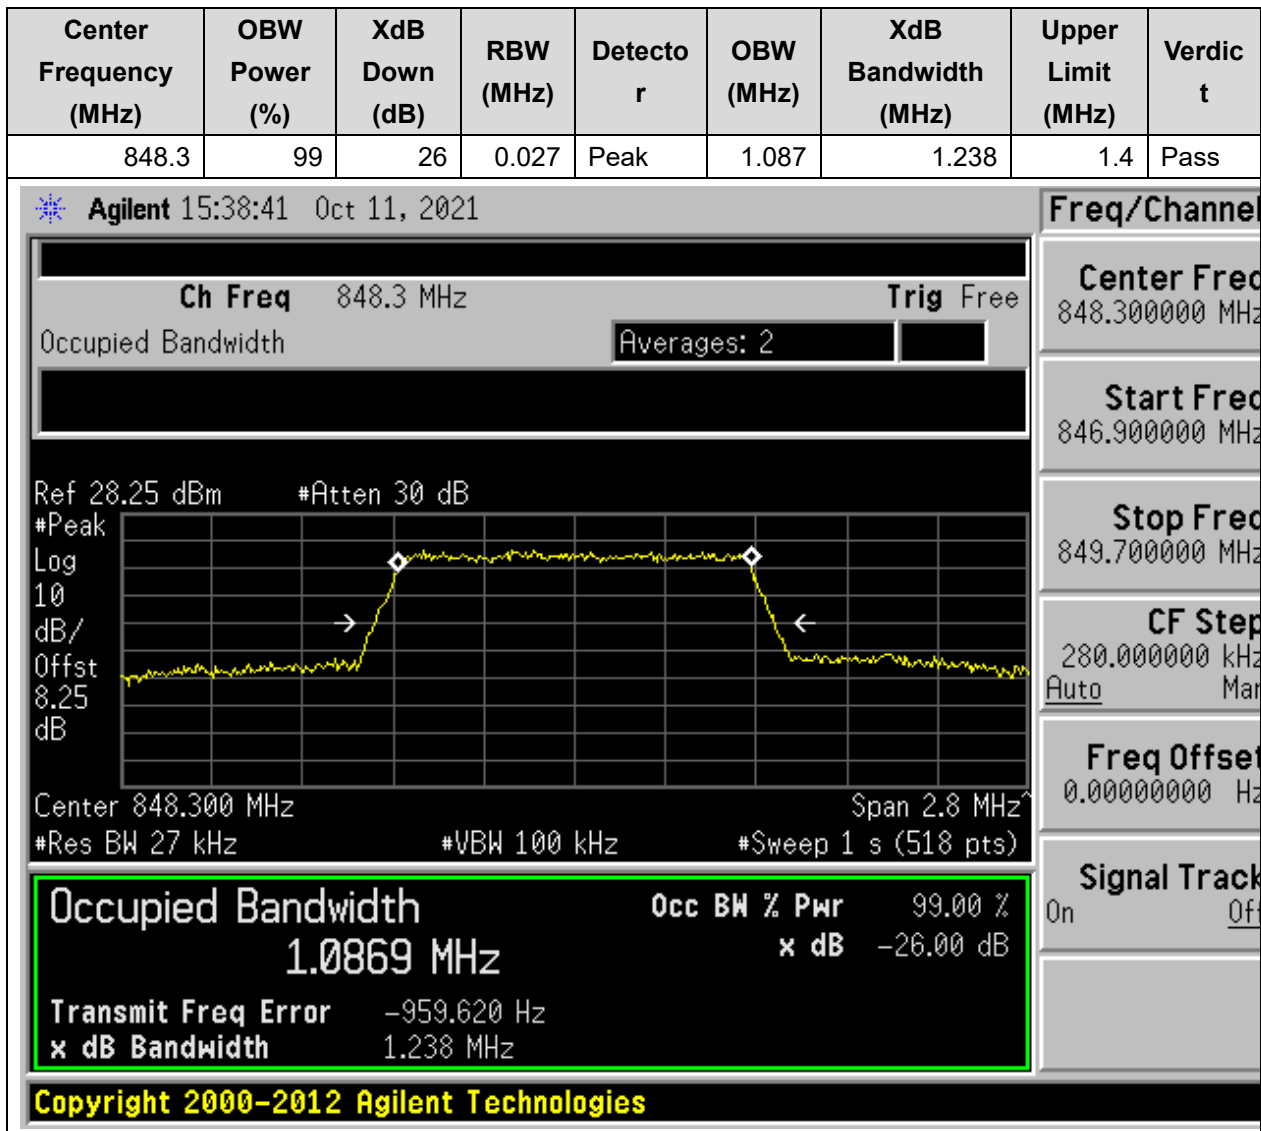 Center Frequency (MHz) OBW Power (%) XdB Down (dB) RBW (MHz) Detector OBW (MHz) XdB Bandwidth (MHz) Upper Limit (MHz) Verdict
848.3 99 26 0.027 Peak 1.087 1.238 1.4 Pass
Agilent 15:38:41 Oct 11, 2021
Freq/Channel
Ch Freq 848.3 MHz Trig Free
Occupied Bandwidth Averages: 2
Center Freq
848.300000 MHz
Start Freq
846.900000 MHz
Stop Freq
849.700000 MHz
CF Step
280.000000 kHz
Auto Man
Freq Offset
0.00000000 Hz
Signal Track
On Off
Ref 28.25 dBm #Atten 30 dB
#Peak
Log
10
dB/
Offst
8.25
dB
Center 848.300 MHz Span 2.8 MHz^
#Res BW 27 kHz #VBW 100 kHz #Sweep 1 s (518 pts)
Occupied Bandwidth
1.0869 MHz
Occ BW % Pwr 99.00 %
x dB -26.00 dB
Transmit Freq Error -959.620 Hz
x dB Bandwidth 1.238 MHz
Copyright 2000-2012 Agilent Technologies